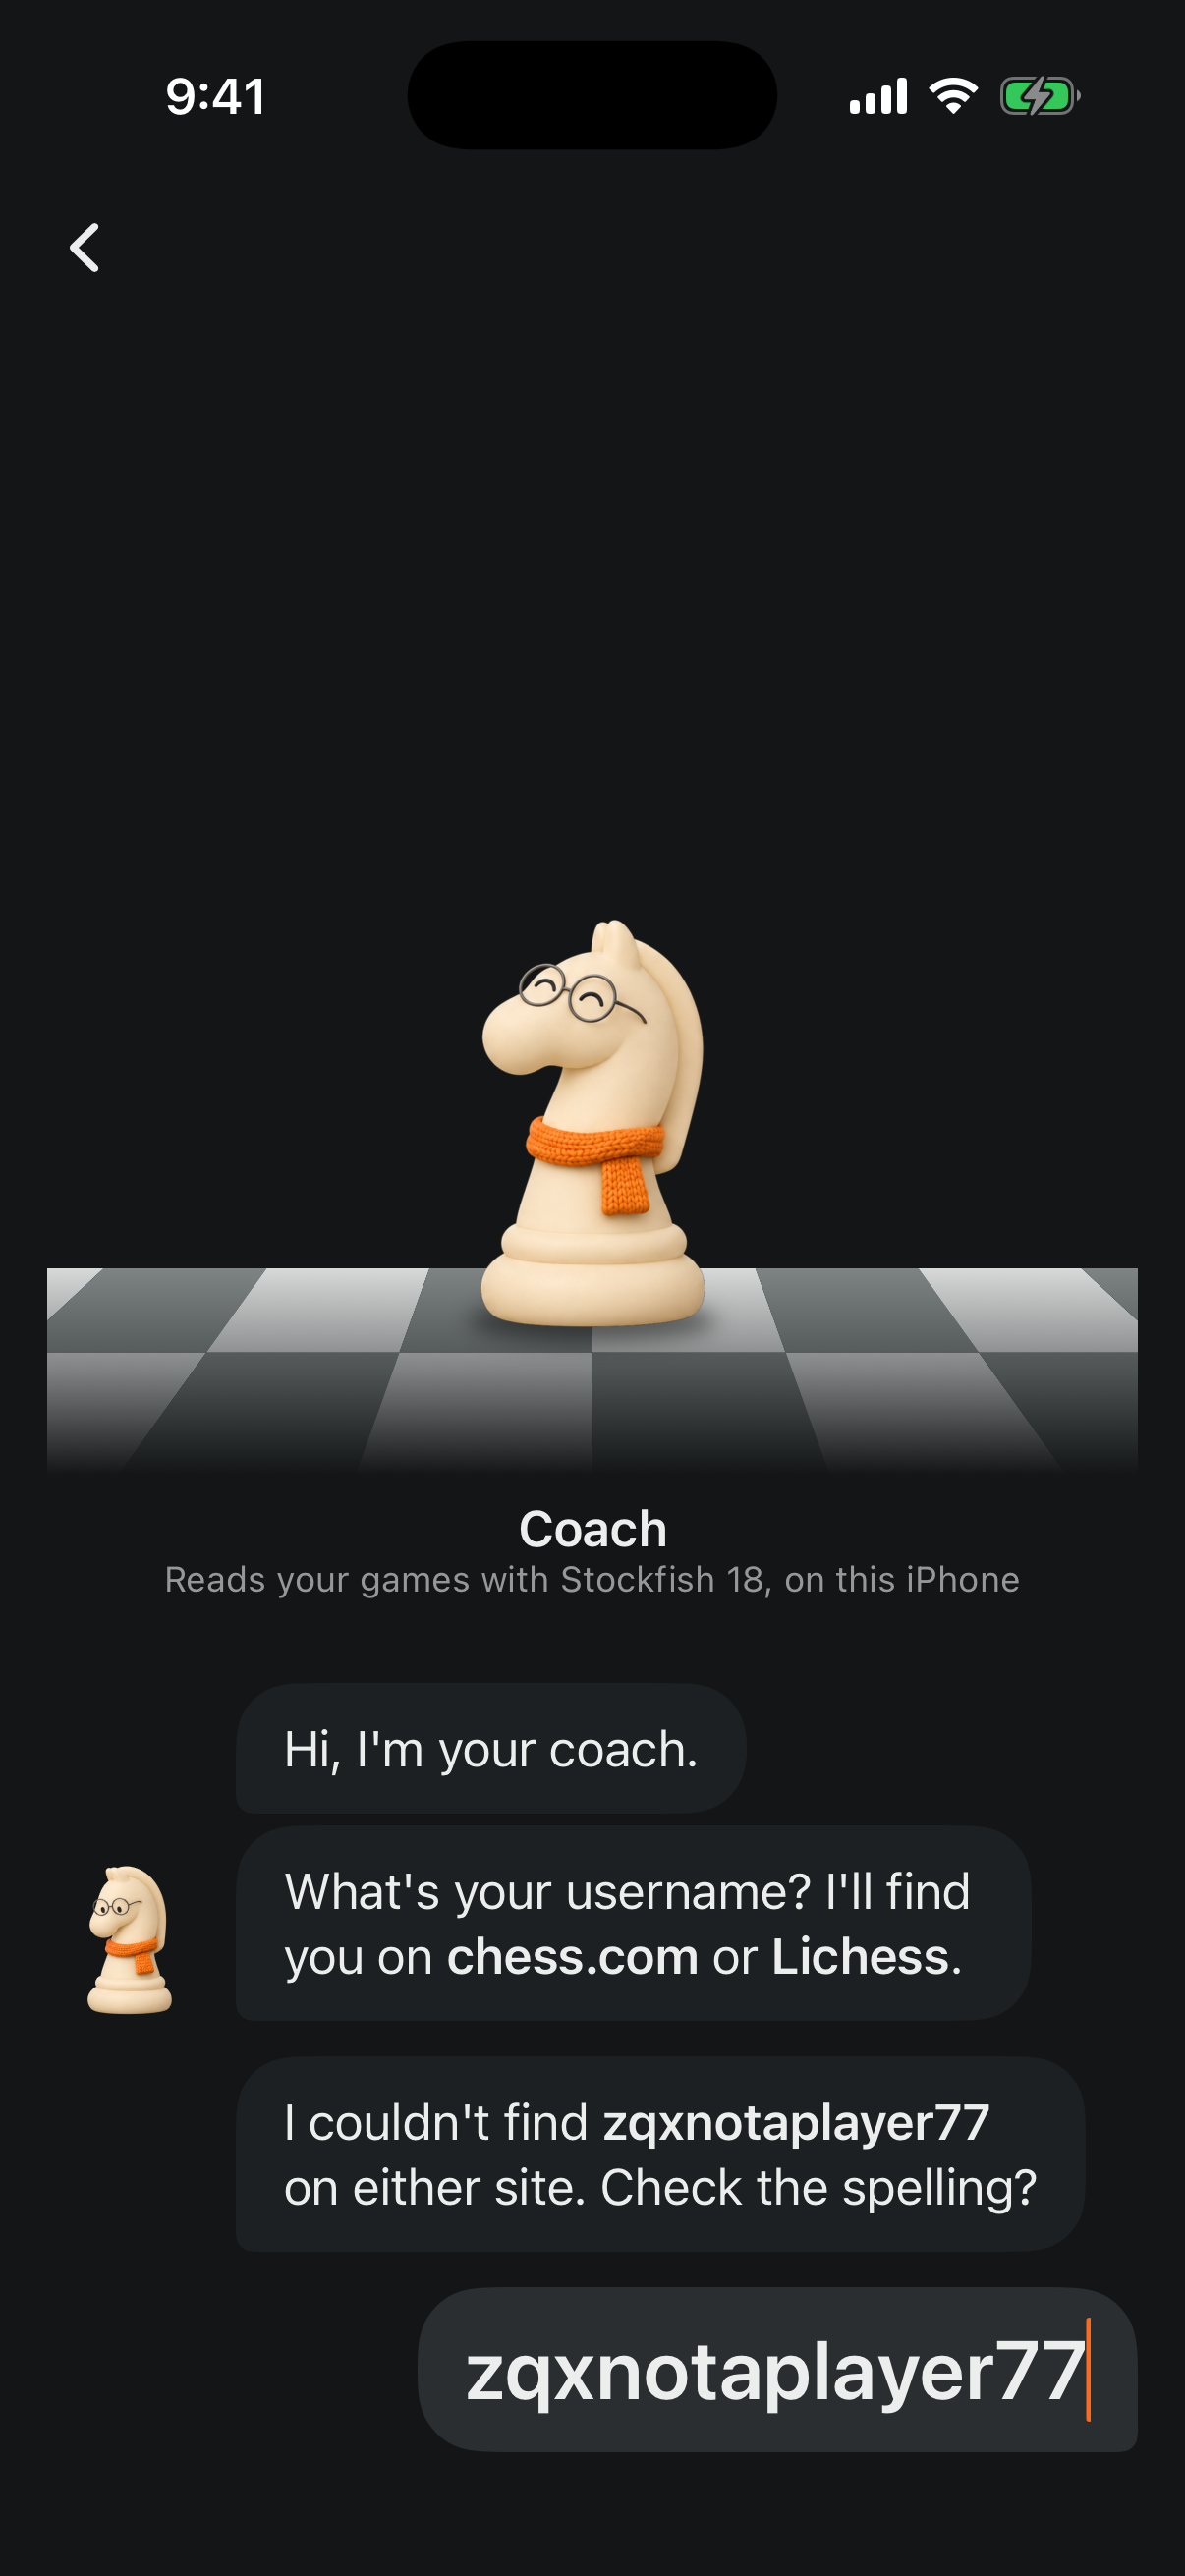 9:41
Coach
Reads your games with Stockfish 18, on this iPhone
Hi, I'm your coach.
What's your username? I'll find
you on chess.com or Lichess.
I couldn't find zqxnotaplayer77
on either site. Check the spelling?
zqxnotaplayer77